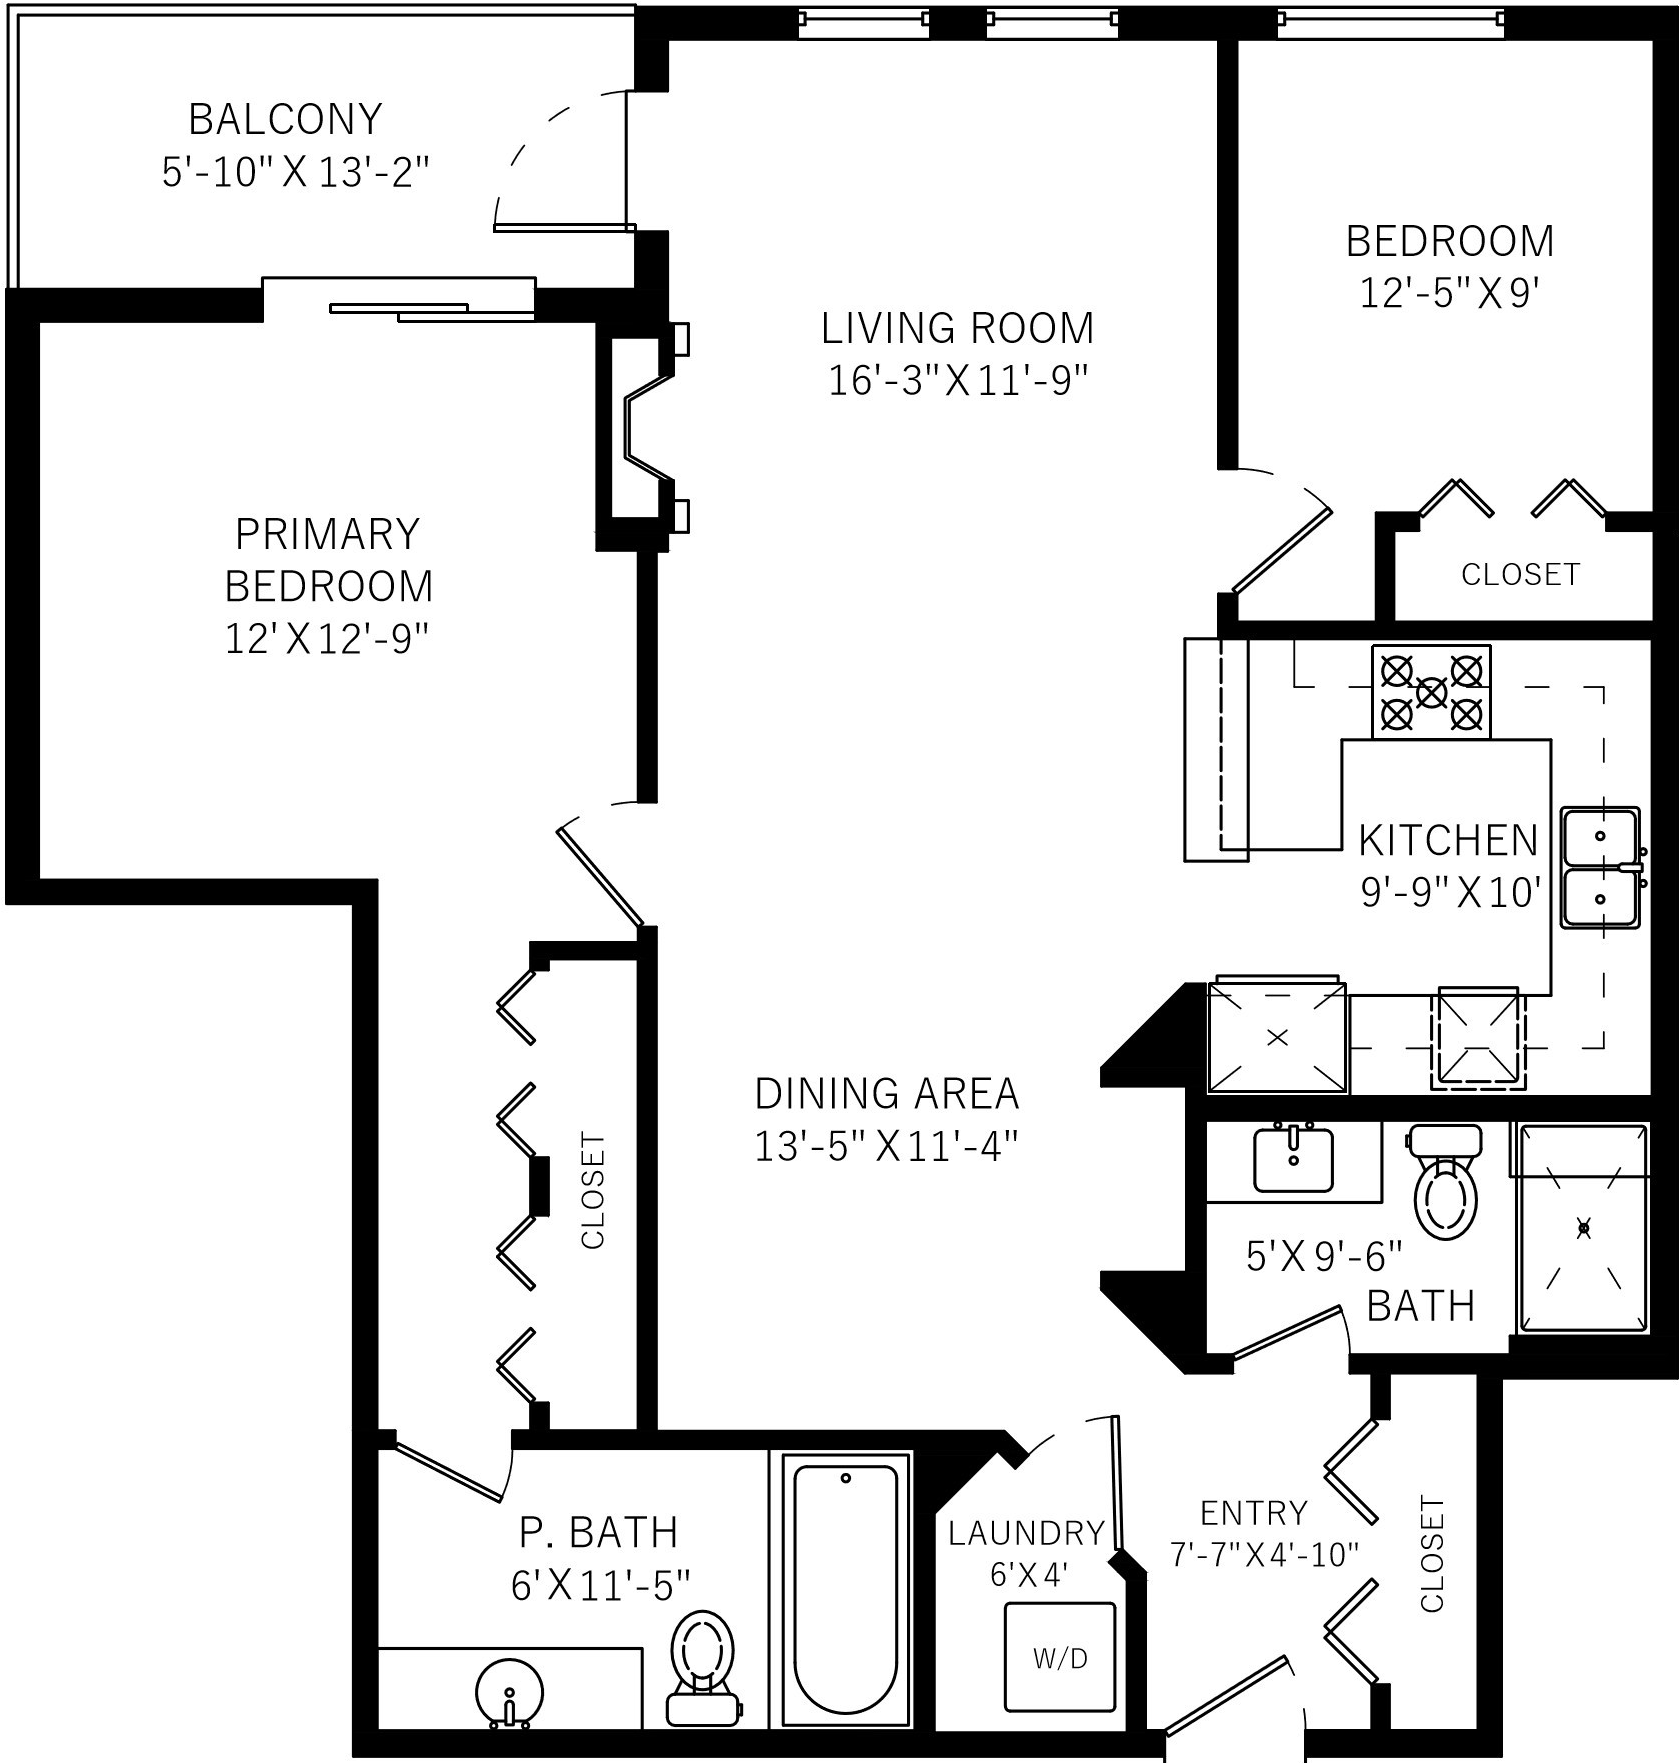 BALCONY
5'-10" X 13'-2"
BEDROOM
12'-5" X 9'
LIVING ROOM
16'-3" X 11'-9"
PRIMARY
BEDROOM
12' X 12'-9"
CLOSET
KITCHEN
9'-9" X 10'
DINING AREA
13'-5" X 11'-4"
CLOSET
5' X 9'-6"
BATH
P. BATH
6' X 11'-5"
LAUNDRY
6' X 4'
W/D
ENTRY
7'-7" X 4'-10"
CLOSET